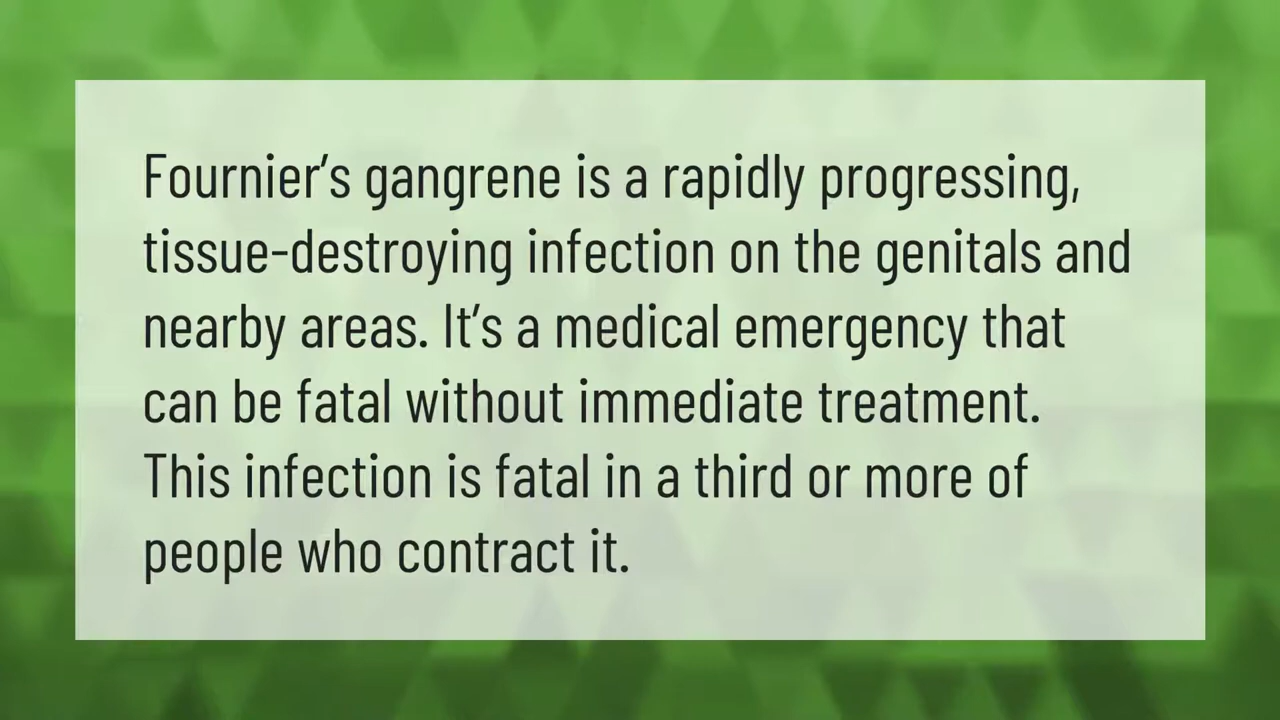 Fournier’s gangrene is a rapidly progressing,
tissue-destroying infection on the genitals and
nearby areas. It’s a medical emergency that
can be fatal without immediate treatment.
This infection is fatal in a third or more of
people who contract it.